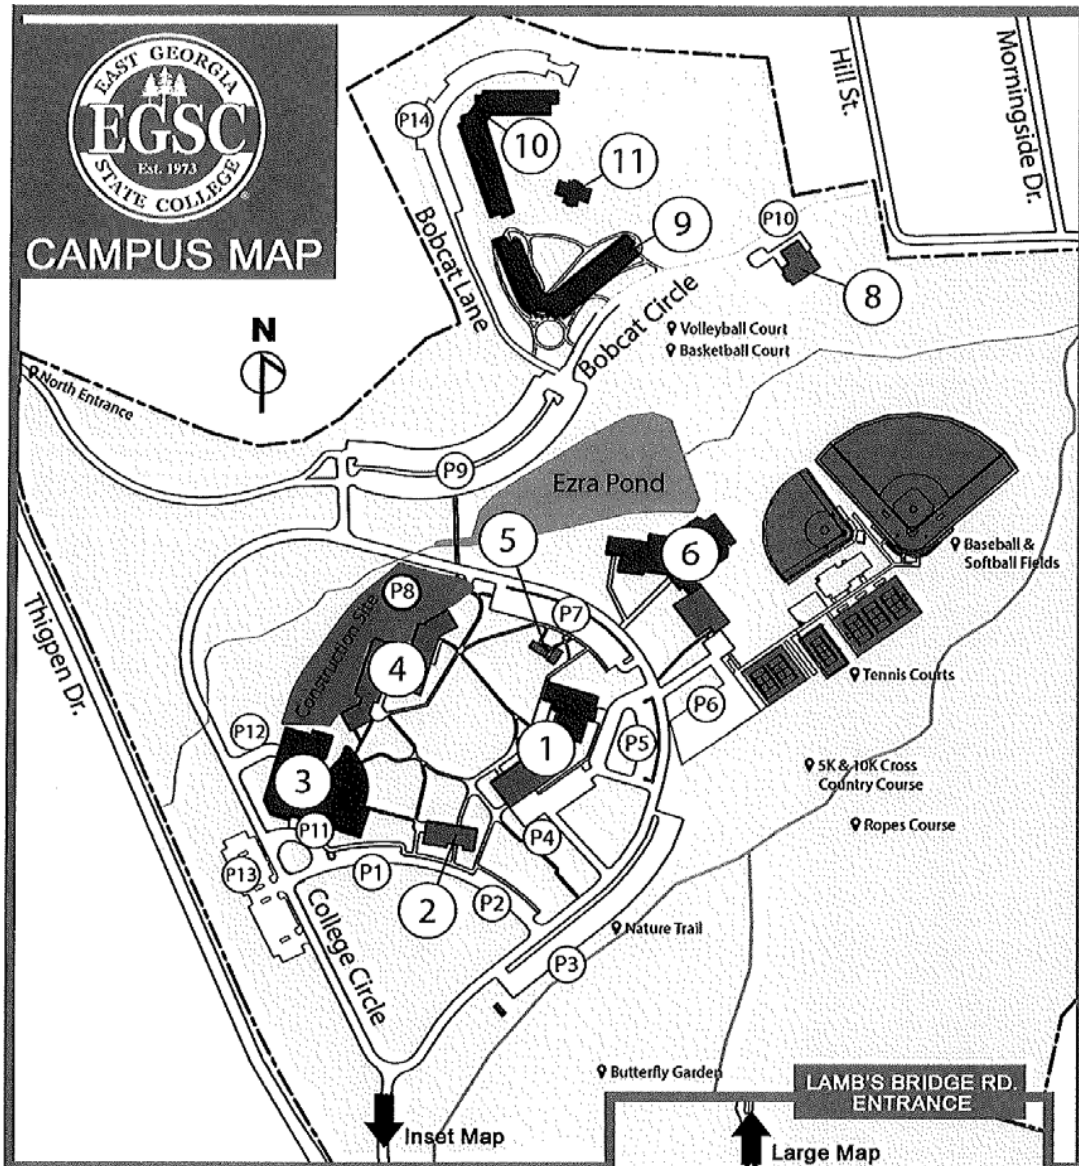 EAST GEORGIA
EGSC
Est. 1973
STATE COLLEGE
®
CAMPUS MAP
Hill St.
Morningside Dr.
P14
10
11
Bobcat Lane
9
P10
8
Bobcat Circle
Volleyball Court
Basketball Court
N
North Entrance
P9
Ezra Pond
5
6
Baseball &
Softball Fields
Thigpen Dr.
P8
Construction Site
P7
4
Tennis Courts
P6
P12
1
P5
3
5K & 10K Cross
Country Course
P11
P4
Ropes Course
P13
P1
2
P2
College Circle
Nature Trail
P3
Butterfly Garden
LAMB'S BRIDGE RD.
ENTRANCE
Inset Map
Large Map